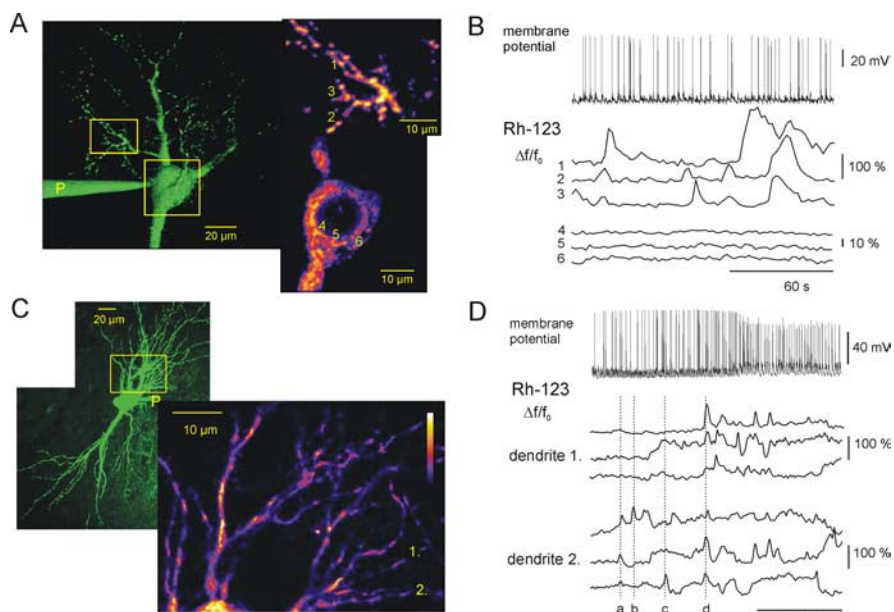 A
P
20 µm
1
3
2
10 µm
4
5
6
10 µm
B
membrane
potential
20 mV
Rh-123
Δf/f0
1
2
3
100 %
4
5
6
10 %
60 s
C
20 µm
P
10 µm
1.
2.
D
membrane
potential
40 mV
Rh-123
Δf/f0
dendrite 1.
100 %
dendrite 2.
100 %
a b c d